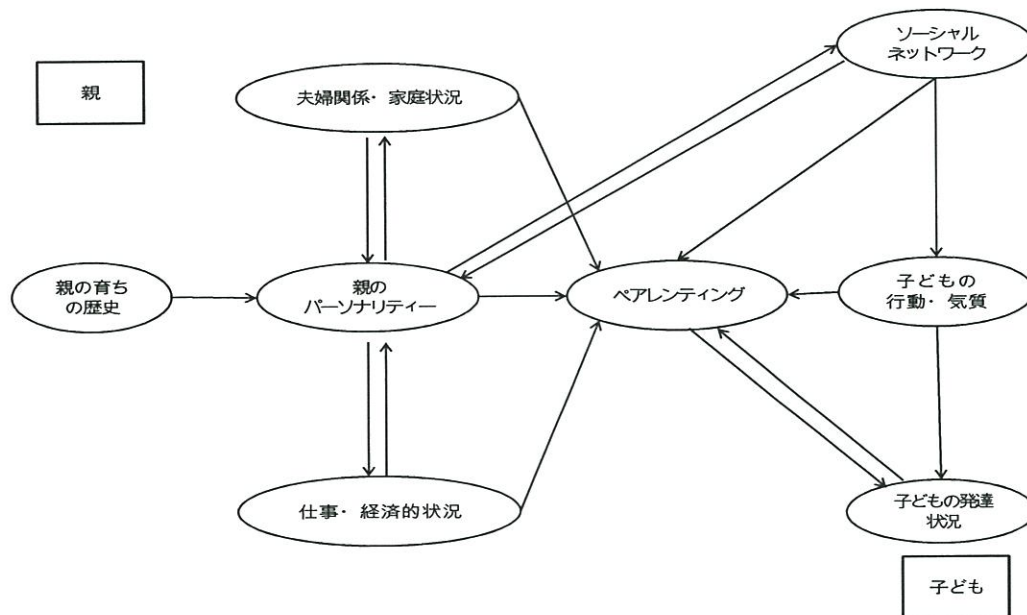 ソーシャル
ネットワーク
親
夫婦関係・家庭状況
親の育ち
の歴史
親の
パーソナリティー
ペアレンティング
子どもの
行動・気質
仕事・経済的状況
子どもの発達
状況
子ども